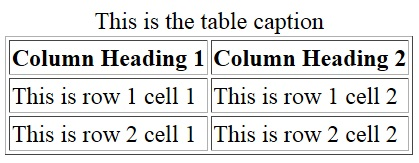 This is the table caption
Column Heading 1 Column Heading 2
This is row 1 cell 1 This is row 1 cell 2
This is row 2 cell 1 This is row 2 cell 2